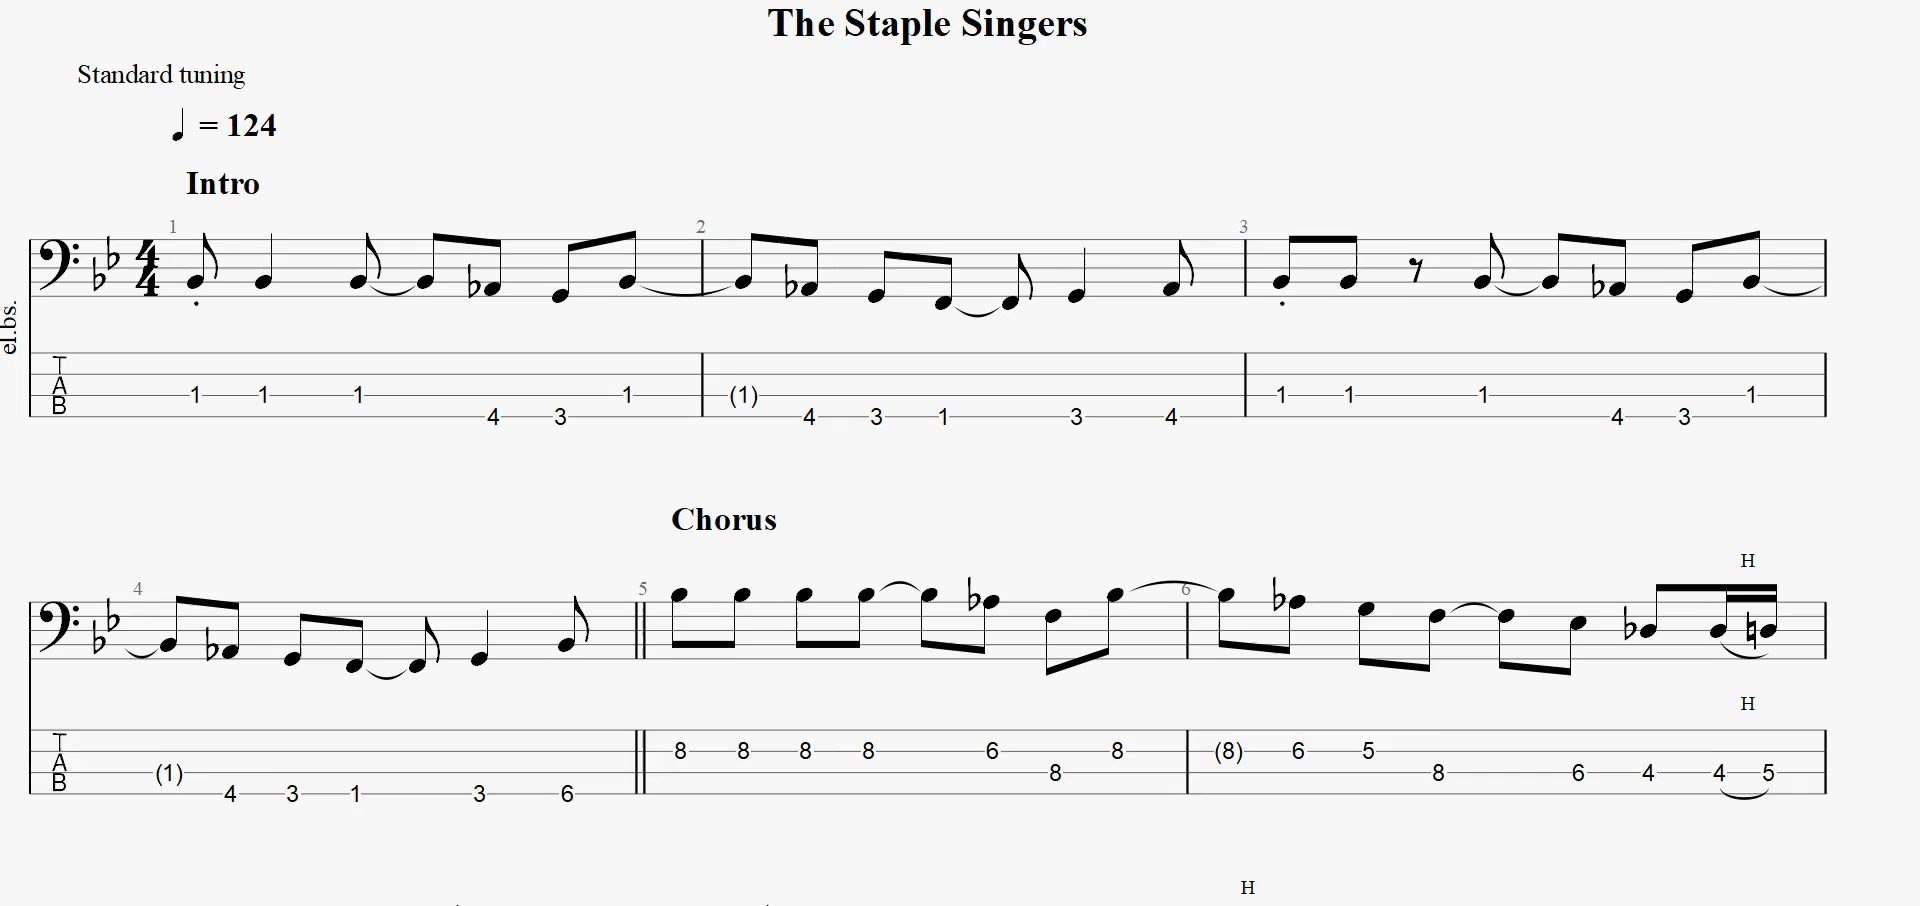 The Staple Singers
Standard tuning
= 124
Intro
1 2 3
4
4
el.bs.
T
A
B
1 1 1 4 3 1 (1) 4 3 1 3 4 1 1 1 4 3 1
Chorus
H
4 5 6
H
T
A
B
(1) 4 3 1 3 6 8 8 8 8 6 8 8 (8) 6 5 8 6 4 4 5
H